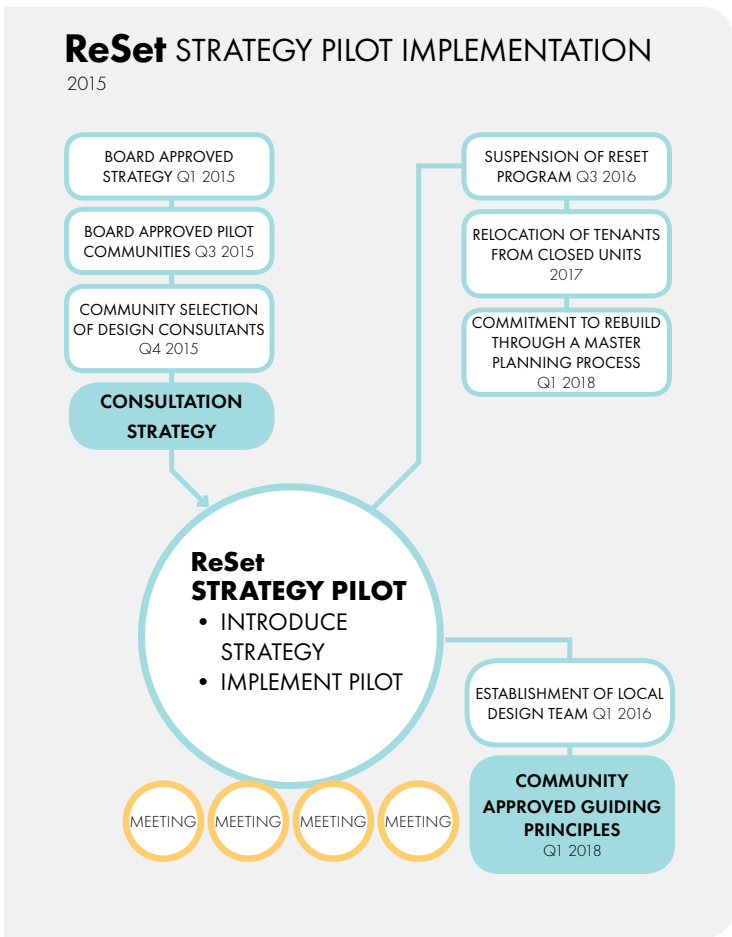 ReSet STRATEGY PILOT IMPLEMENTATION
2015
BOARD APPROVED
STRATEGY Q1 2015
BOARD APPROVED PILOT
COMMUNITIES Q3 2015
COMMUNITY SELECTION
OF DESIGN CONSULTANTS
Q4 2015
CONSULTATION
STRATEGY
SUSPENSION OF RESET
PROGRAM Q3 2016
RELOCATION OF TENANTS
FROM CLOSED UNITS
2017
COMMITMENT TO REBUILD
THROUGH A MASTER
PLANNING PROCESS
Q1 2018
ReSet
STRATEGY PILOT
• INTRODUCE
STRATEGY
• IMPLEMENT PILOT
ESTABLISHMENT OF LOCAL
DESIGN TEAM Q1 2016
COMMUNITY
APPROVED GUIDING
PRINCIPLES
Q1 2018
MEETING
MEETING
MEETING
MEETING